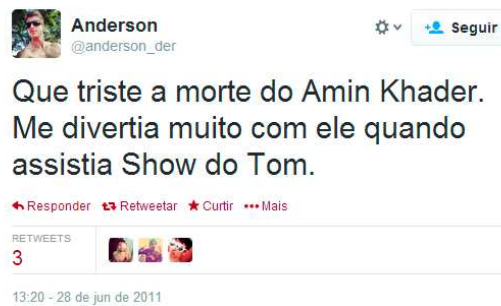 Anderson
@anderson_der
Seguir
Que triste a morte do Amin Khader.
Me divertia muito com ele quando
assistia Show do Tom.
Responder Retweetar Curtir Mais
RETWEETS
3
13:20 - 28 de jun de 2011